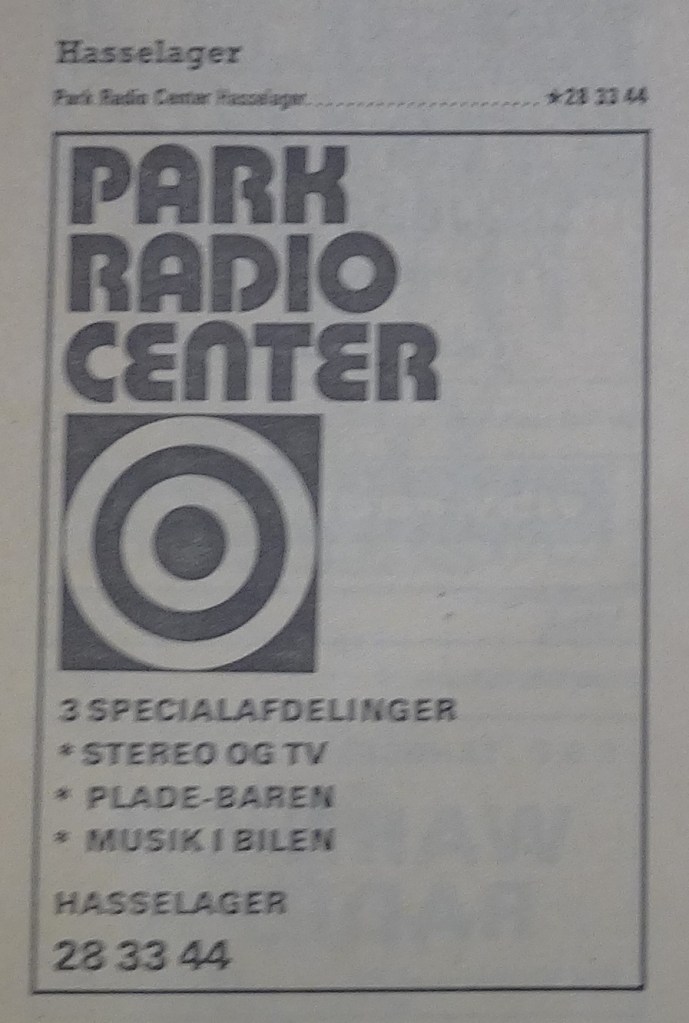 Hasselager
Park Radio Center Hasselager........................★28 33 44
PARK
RADIO
CENTER
3 SPECIALAFDELINGER
* STEREO OG TV
* PLADE-BAREN
* MUSIK I BILEN
HASSELAGER
28 33 44